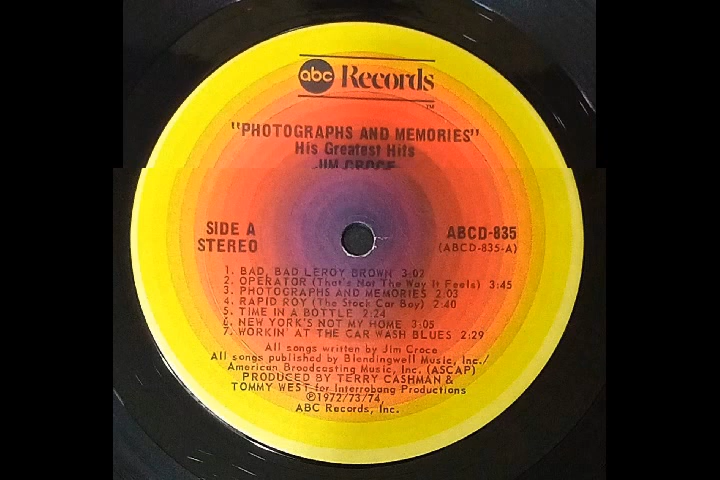 abc Records
TM
"PHOTOGRAPHS AND MEMORIES"
His Greatest Hits
JIM CROCE
SIDE A
STEREO
ABCD-835
(ABCD-835-A)
1. BAD, BAD LEROY BROWN 3:02
2. OPERATOR (That's Not The Way It Feels) 3:45
3. PHOTOGRAPHS AND MEMORIES 2:03
4. RAPID ROY (The Stock Car Boy) 2:40
5. TIME IN A BOTTLE 2:24
6. NEW YORK'S NOT MY HOME 3:05
7. WORKIN' AT THE CAR WASH BLUES 2:29
All songs written by Jim Croce
All songs published by Blendingwell Music, Inc./
American Broadcasting Music, Inc. (ASCAP)
PRODUCED BY TERRY CASHMAN &
TOMMY WEST for Interrobang Productions
℗1972/73/74,
ABC Records, Inc.